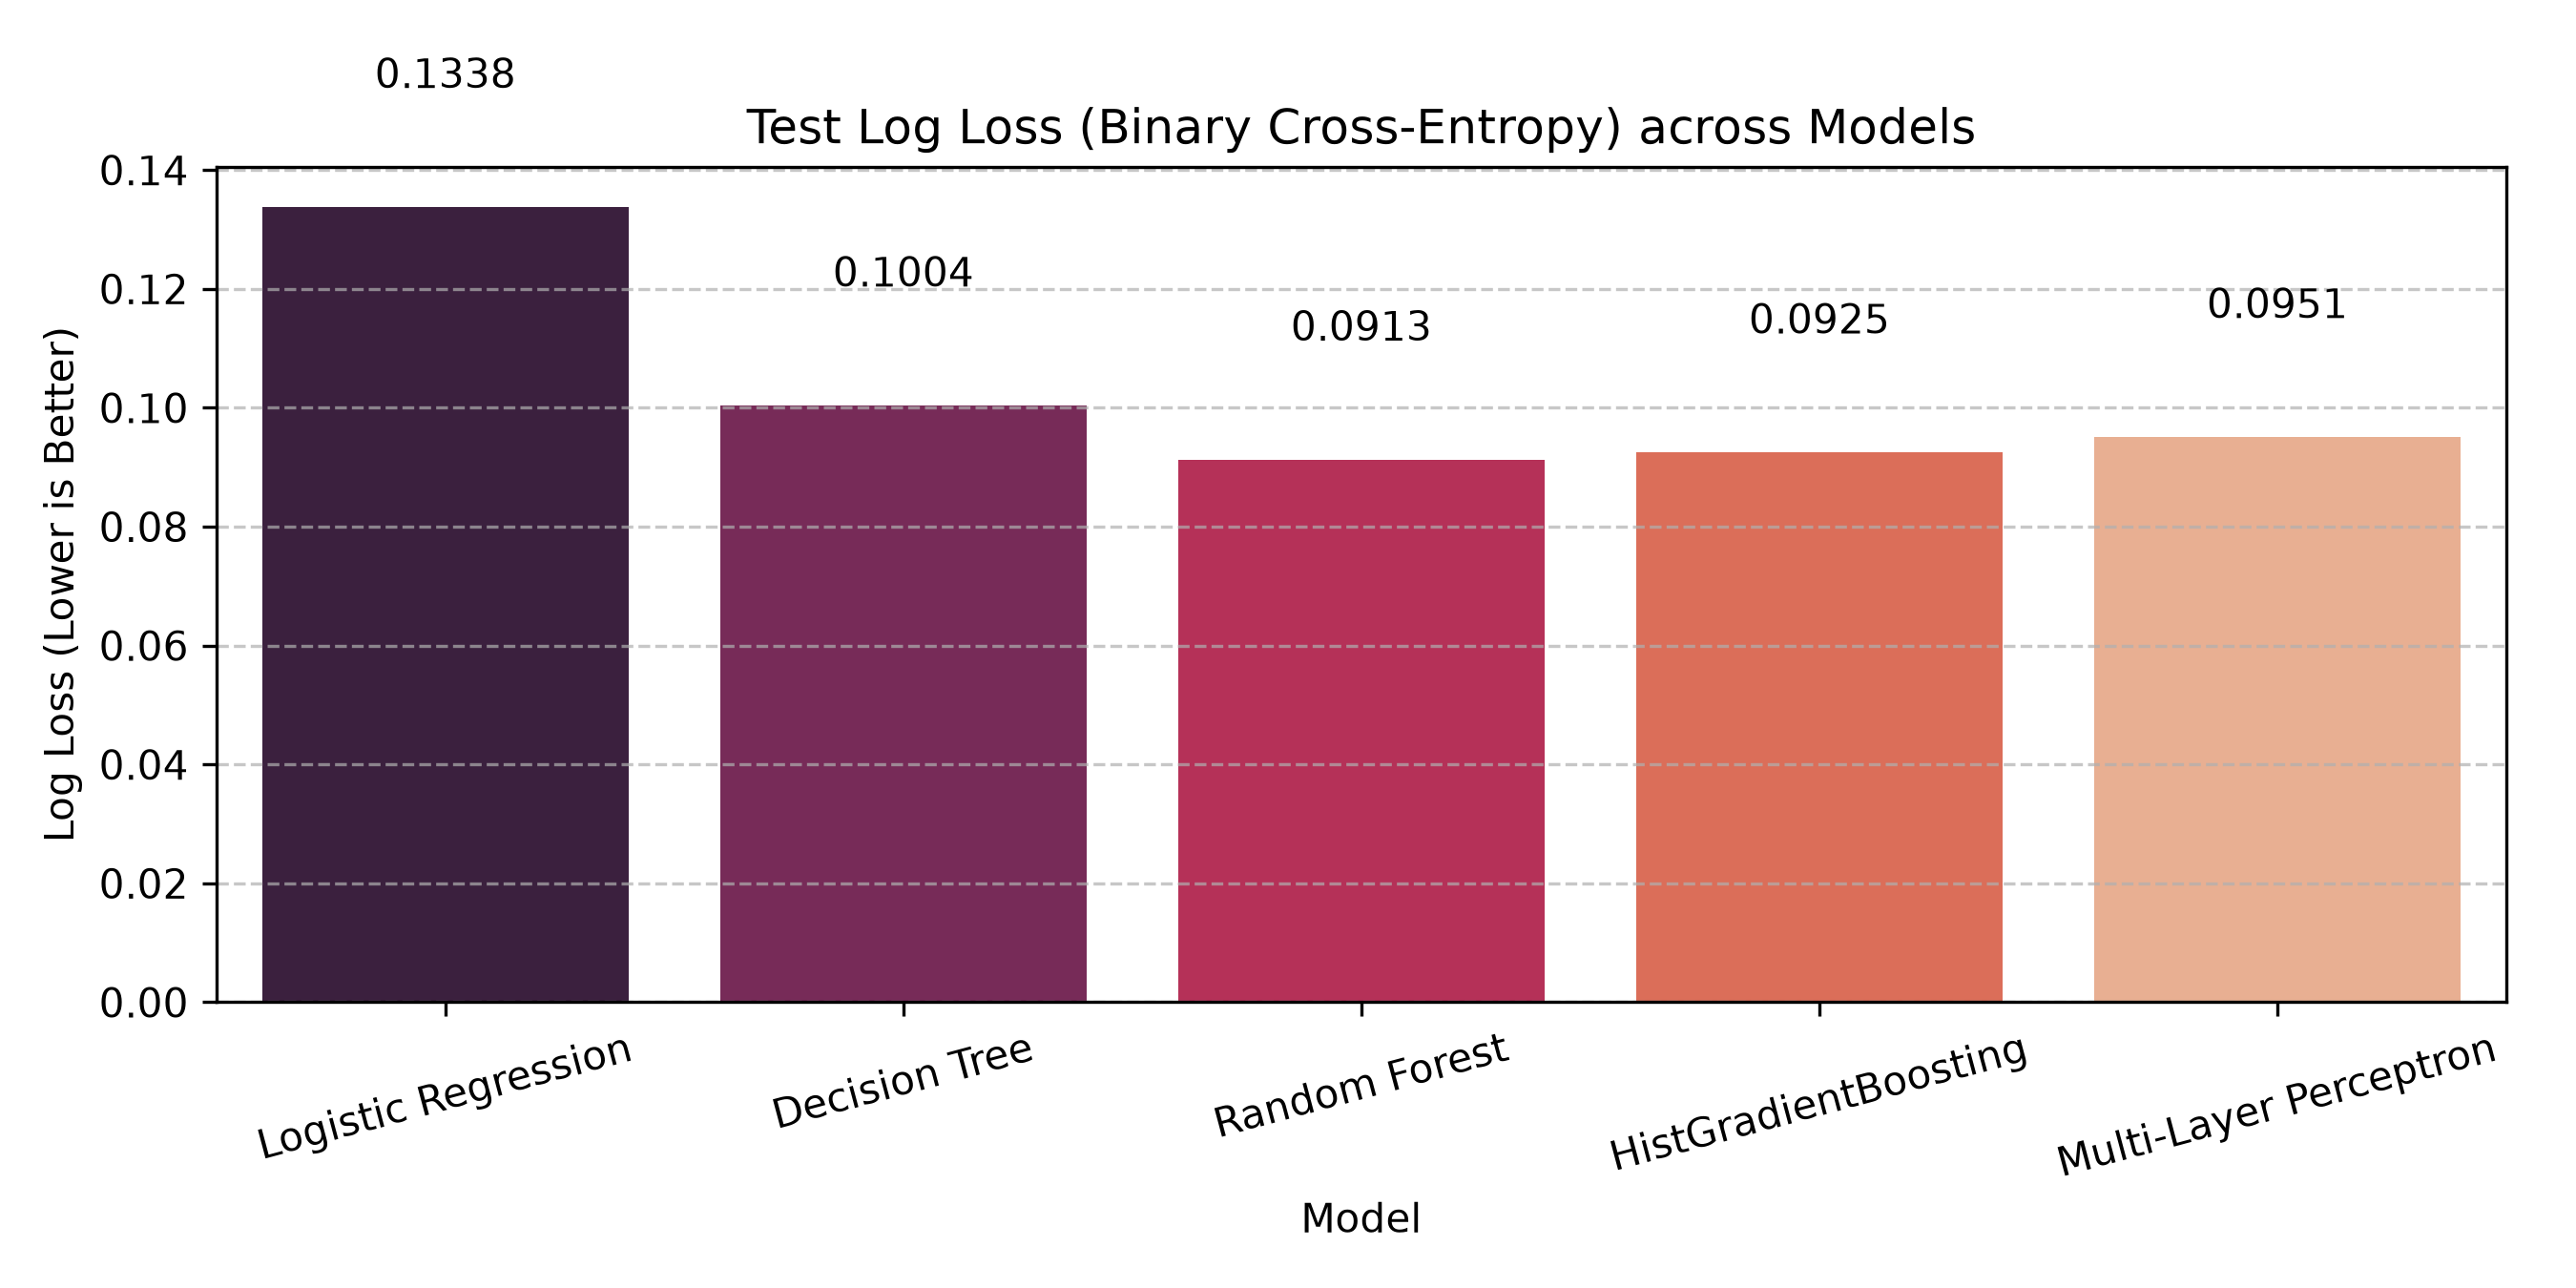 0.1338
Test Log Loss (Binary Cross-Entropy) across Models
Log Loss (Lower is Better)
0.14
0.12
0.10
0.08
0.06
0.04
0.02
0.00
0.1004
0.0913
0.0925
0.0951
Logistic Regression
Decision Tree
Random Forest
HistGradientBoosting
Multi-Layer Perceptron
Model